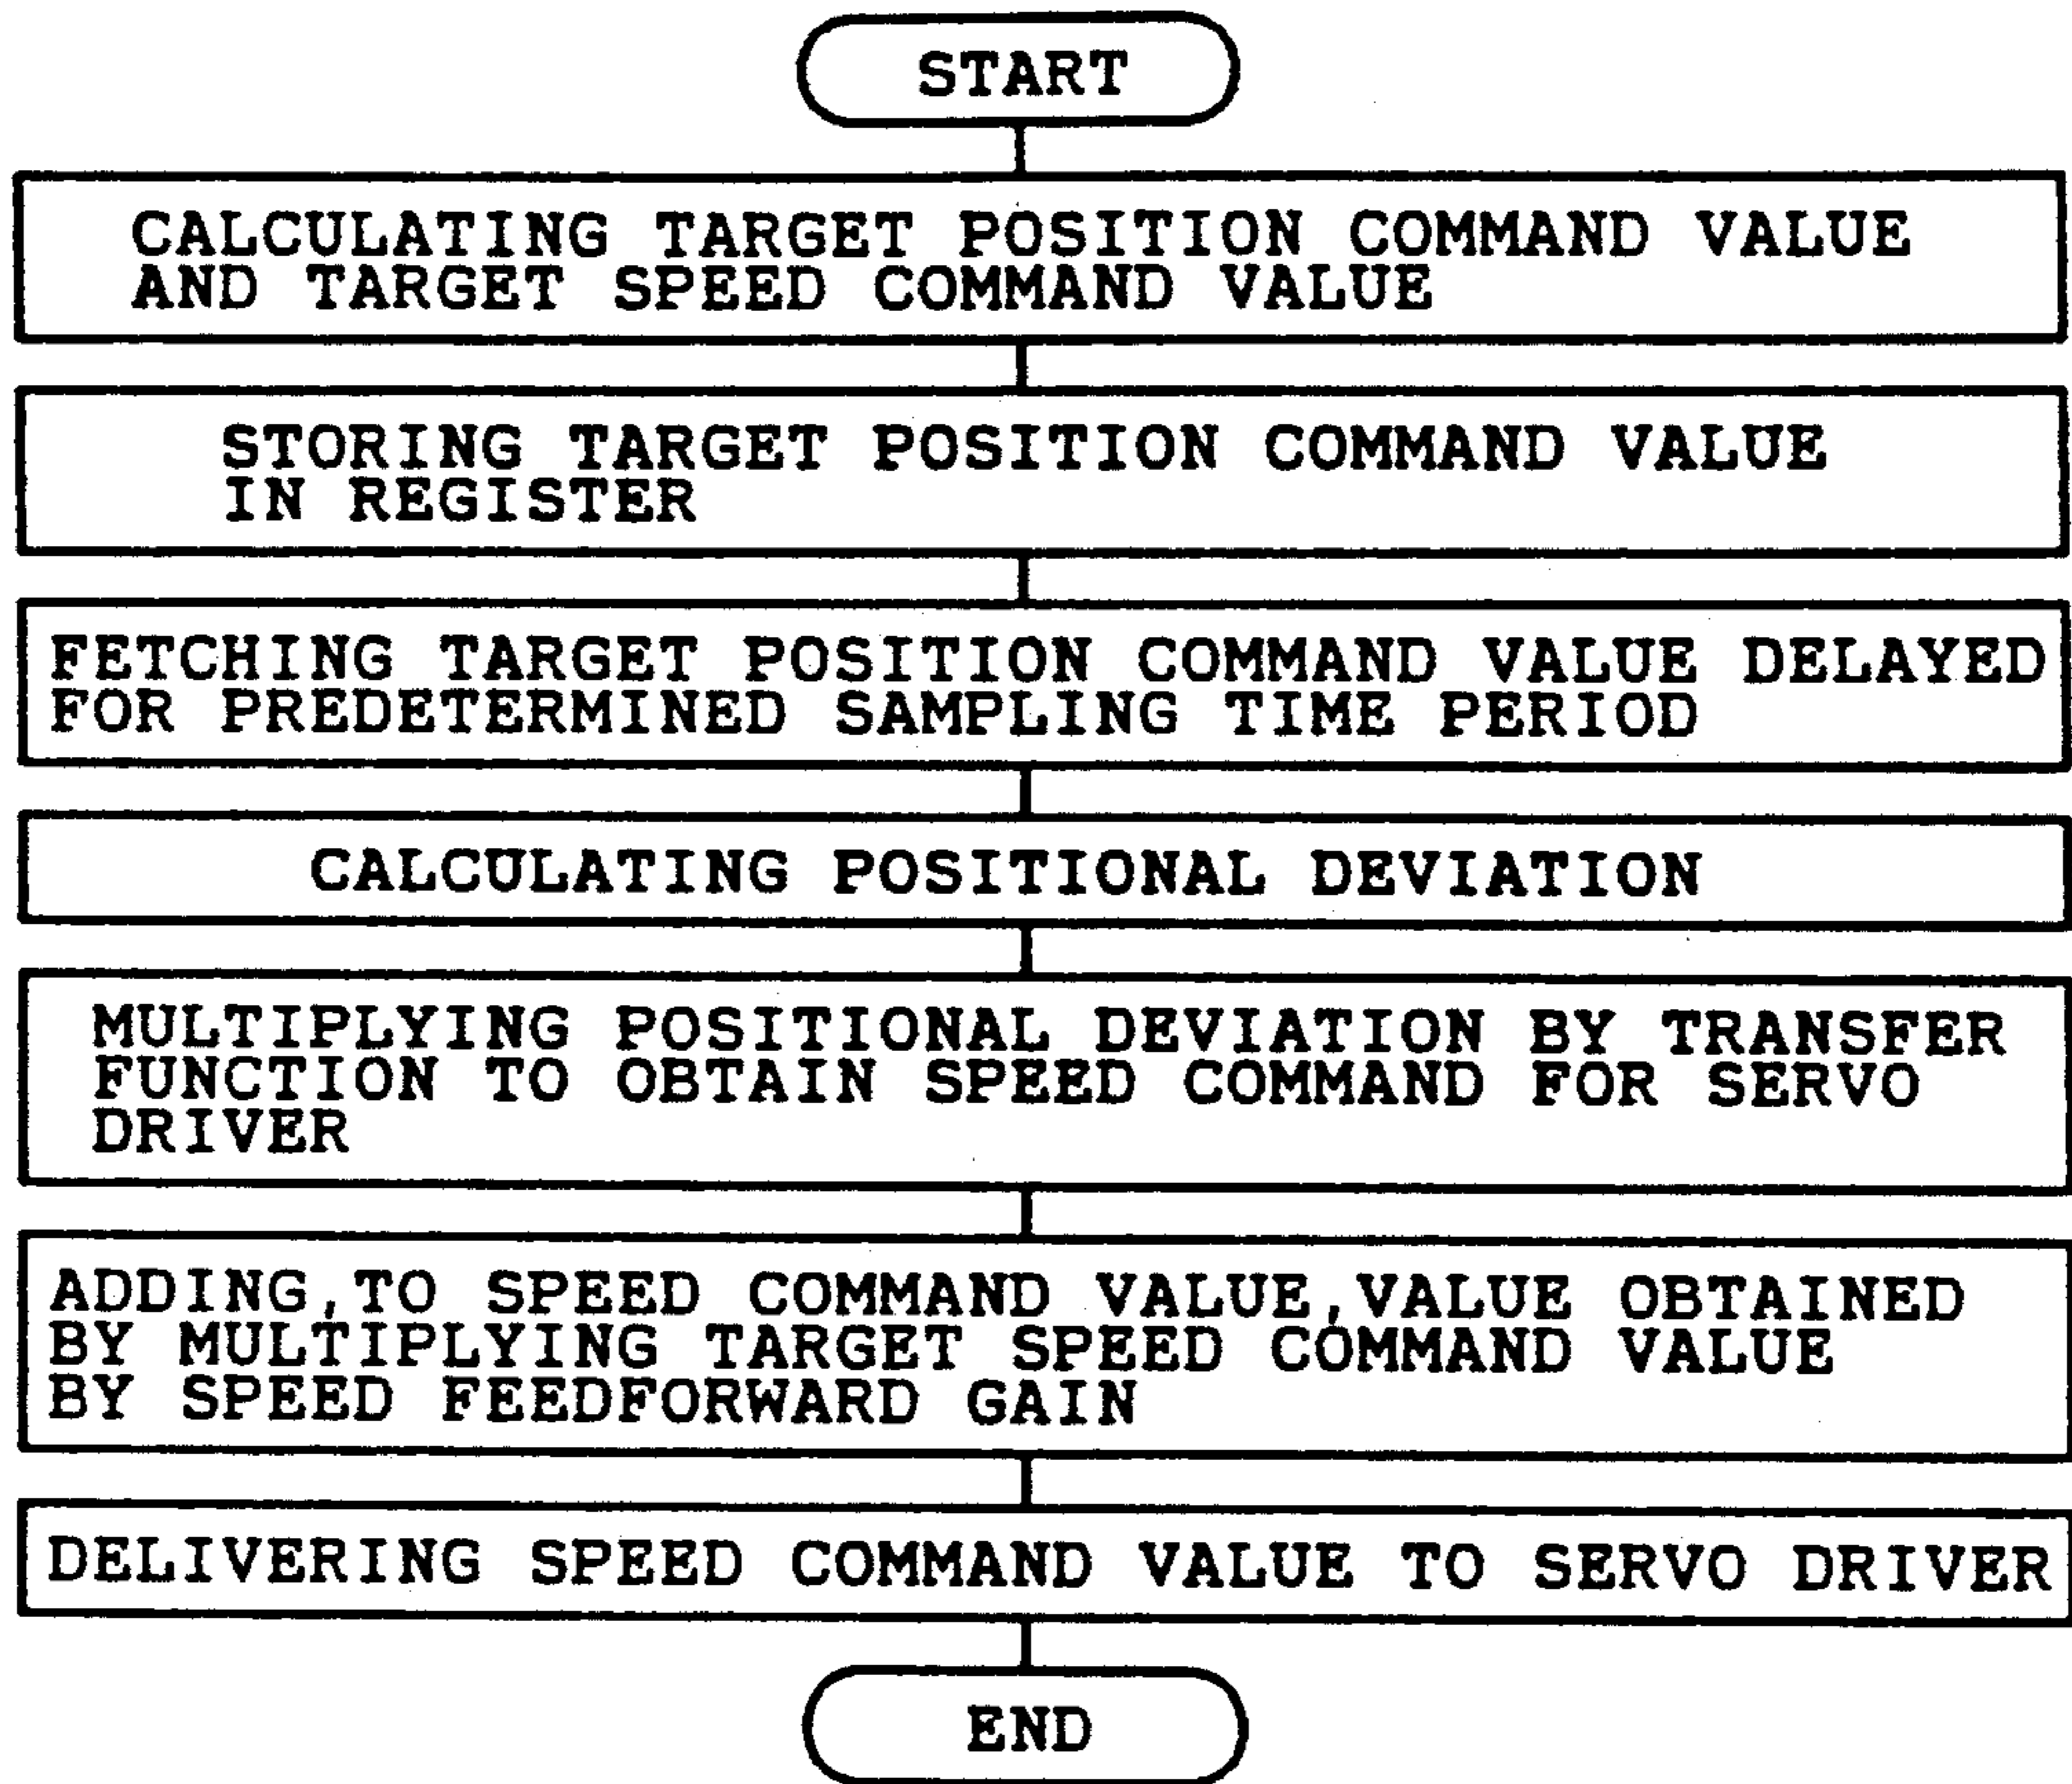 START
CALCULATING TARGET POSITION COMMAND VALUE
AND TARGET SPEED COMMAND VALUE
STORING TARGET POSITION COMMAND VALUE
IN REGISTER
FETCHING TARGET POSITION COMMAND VALUE DELAYED
FOR PREDETERMINED SAMPLING TIME PERIOD
CALCULATING POSITIONAL DEVIATION
MULTIPLYING POSITIONAL DEVIATION BY TRANSFER
FUNCTION TO OBTAIN SPEED COMMAND FOR SERVO
DRIVER
ADDING,TO SPEED COMMAND VALUE,VALUE OBTAINED
BY MULTIPLYING TARGET SPEED COMMAND VALUE
BY SPEED FEEDFORWARD GAIN
DELIVERING SPEED COMMAND VALUE TO SERVO DRIVER
END